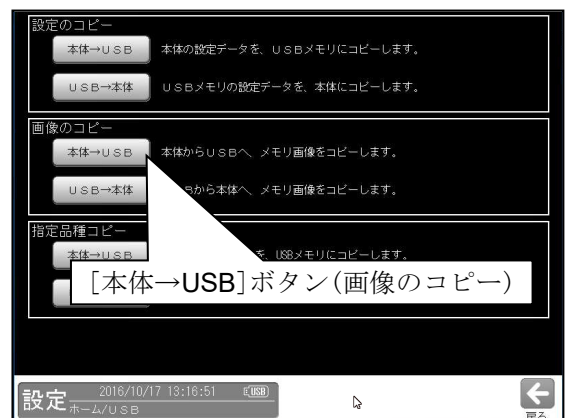 設定のコピー
本体→USB 本体の設定データを、USBメモリにコピーします。
USB→本体 USBメモリの設定データを、本体にコピーします。
画像のコピー
本体→USB 本体からUSBへ、メモリ画像をコピーします。
USB→本体 Bから本体へ、メモリ画像をコピーします。
指定品種コピー
本体→USB を、USBメモリにコピーします。
[本体→USB]ボタン(画像のコピー)
設定 2016/10/17 13:16:51 USB
ホーム/USB
戻る